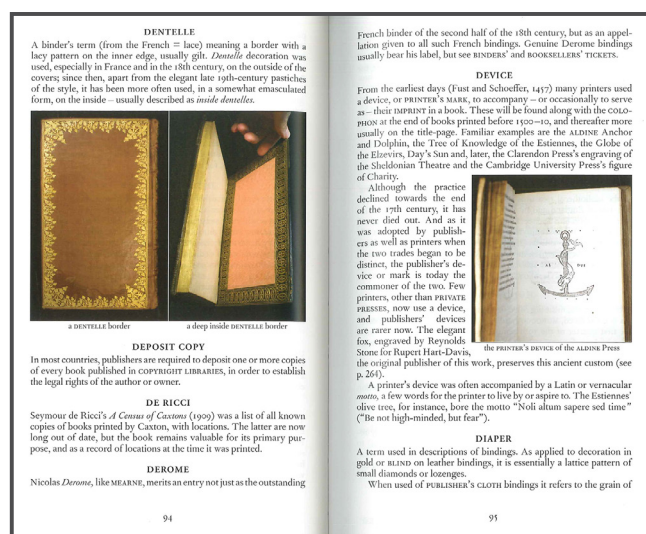 DENTELLE
A binder's term (from the French = lace) meaning a border with a
lacy pattern on the inner edge, usually gilt. Dentelle decoration was
used, especially in France and in the 18th century, on the outside of the
covers; since then, apart from the elegant late 19th-century pastiches
of the style, it has been more often used, in a somewhat emasculated
form, on the inside – usually described as inside dentelles.
a DENTELLE border
a deep inside DENTELLE border
DEPOSIT COPY
In most countries, publishers are required to deposit one or more copies
of every book published in COPYRIGHT LIBRARIES, in order to establish
the legal rights of the author or owner.
DE RICCI
Seymour de Ricci's A Census of Caxtons (1909) was a list of all known
copies of books printed by Caxton, with locations. The latter are now
long out of date, but the book remains valuable for its primary pur-
pose, and as a record of locations at the time it was printed.
DEROME
Nicolas Derome, like MEARNE, merits an entry not just as the outstanding
94
French binder of the second half of the 18th century, but as an appel-
lation given to all such French bindings. Genuine Derome bindings
usually bear his label, but see BINDERS' and BOOKSELLERS' TICKETS.
DEVICE
From the earliest days (Fust and Schoeffer, 1457) many printers used
a device, or PRINTER'S MARK, to accompany – or occasionally to serve
as – their IMPRINT in a book. These will be found along with the COLO-
PHON at the end of books printed before 1500–10, and thereafter more
usually on the title-page. Familiar examples are the ALDINE Anchor
and Dolphin, the Tree of Knowledge of the Estiennes, the Globe of
the Elzevirs, Day's Sun and, later, the Clarendon Press's engraving of
the Sheldonian Theatre and the Cambridge University Press's figure
of Charity.
Although the practice
declined towards the end
of the 17th century, it has
never died out. And as it
was adopted by publish-
ers as well as printers when
the two trades began to be
distinct, the publisher's de-
vice or mark is today the
commoner of the two. Few
printers, other than PRIVATE
PRESSES, now use a device,
and publishers' devices
are rarer now. The elegant
fox, engraved by Reynolds
Stone for Rupert Hart-Davis,
the PRINTER'S DEVICE of the ALDINE Press
the original publisher of this work, preserves this ancient custom (see
p. 264).
A printer's device was often accompanied by a Latin or vernacular
motto, a few words for the printer to live by or aspire to. The Estiennes'
olive tree, for instance, bore the motto "Noli altum sapere sed time"
("Be not high-minded, but fear").
DIAPER
A term used in descriptions of bindings. As applied to decoration in
gold or BLIND on leather bindings, it is essentially a lattice pattern of
small diamonds or lozenges.
When used of PUBLISHER'S CLOTH bindings it refers to the grain of
95